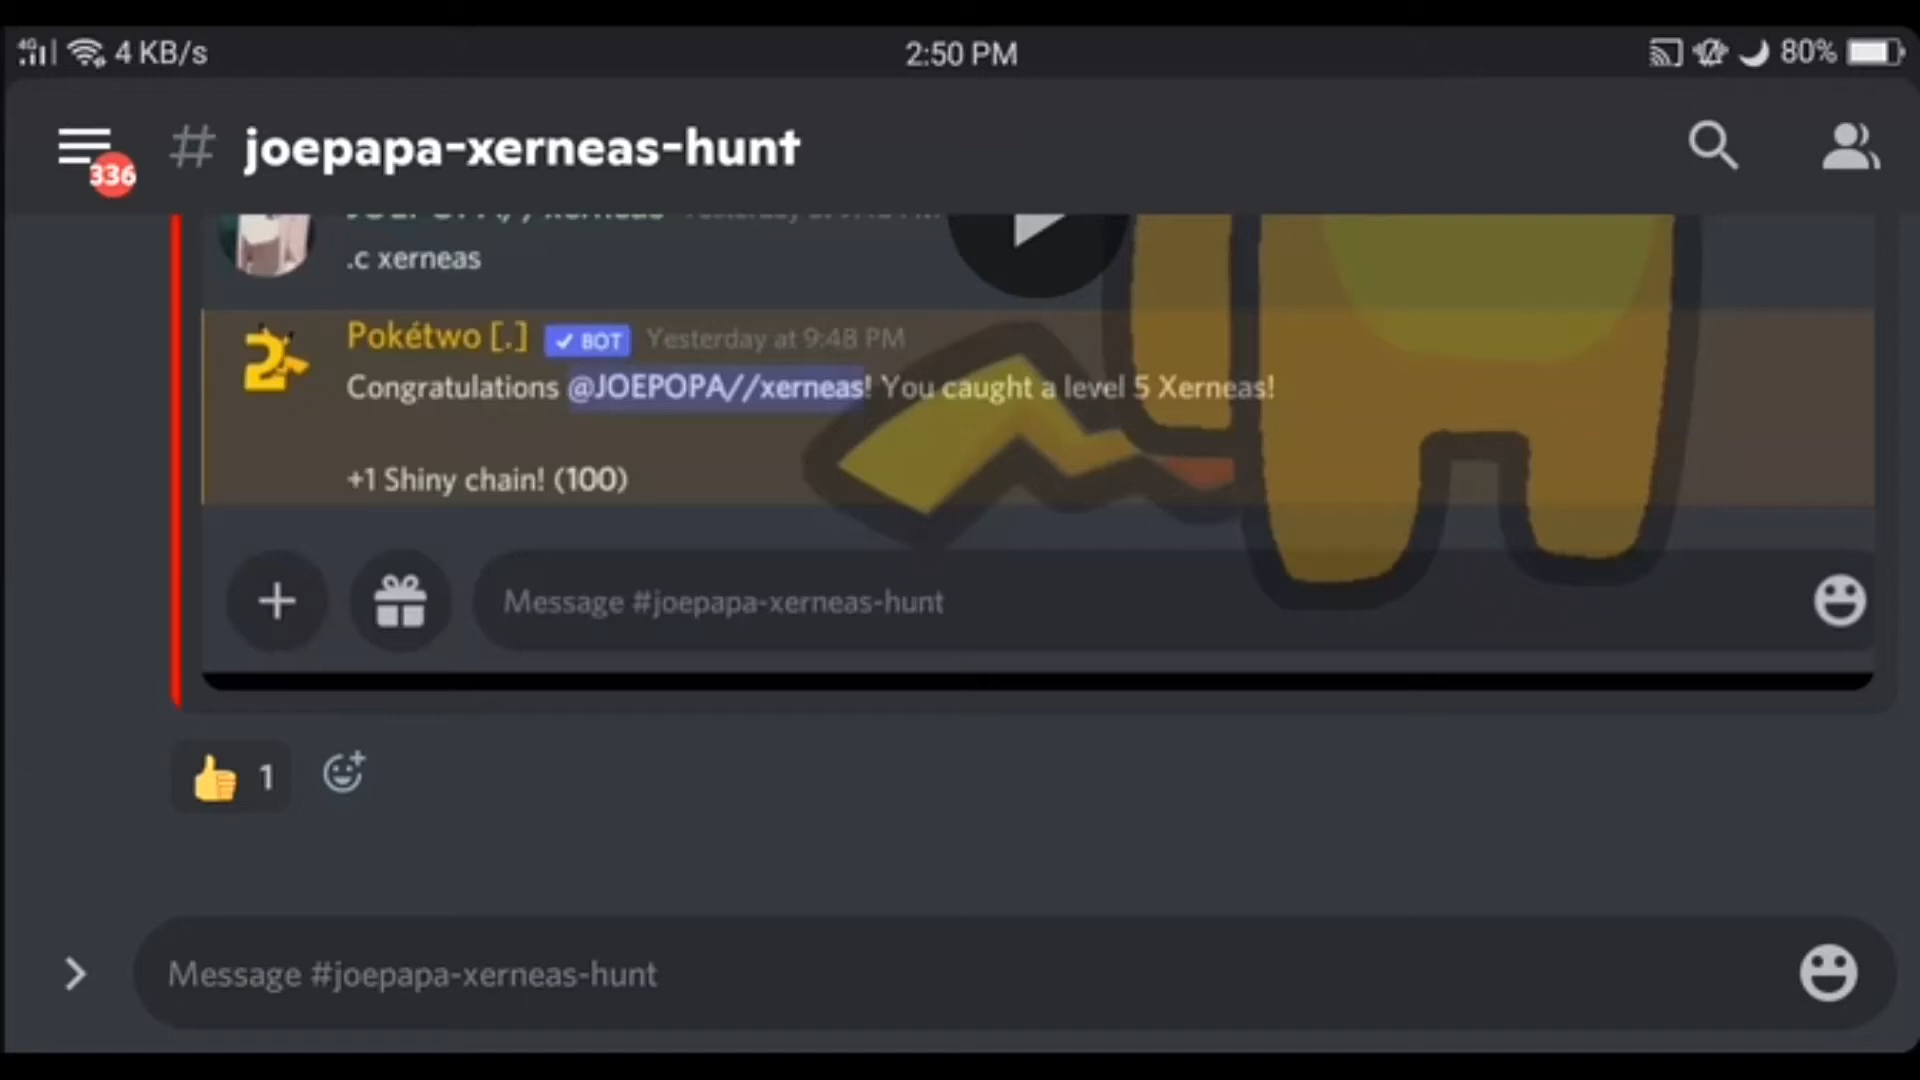 4G 4 KB/s 2:50 PM 80%
336 # joepapa-xerneas-hunt
.c xerneas
Pokétwo [.] ✓ BOT Yesterday at 9:48 PM
Congratulations @JOEPOPA//xerneas! You caught a level 5 Xerneas!
+1 Shiny chain! (100)
Message #joepapa-xerneas-hunt
1
Message #joepapa-xerneas-hunt